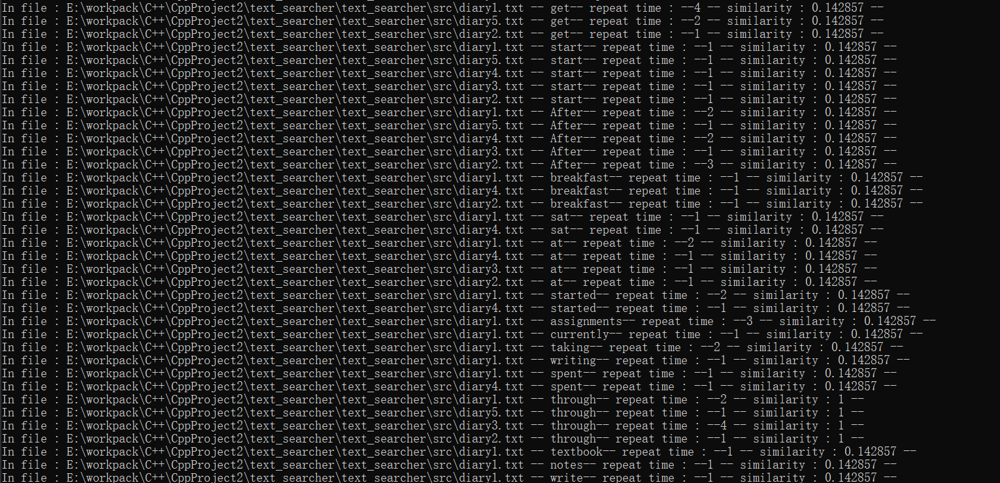 In file : E:\workpack\C++\CppProject2\text_searcher\text_searcher\src\diary1.txt -- get-- repeat time : --4 -- similarity : 0.142857 --
In file : E:\workpack\C++\CppProject2\text_searcher\text_searcher\src\diary5.txt -- get-- repeat time : --2 -- similarity : 0.142857 --
In file : E:\workpack\C++\CppProject2\text_searcher\text_searcher\src\diary2.txt -- get-- repeat time : --1 -- similarity : 0.142857 --
In file : E:\workpack\C++\CppProject2\text_searcher\text_searcher\src\diary1.txt -- start-- repeat time : --1 -- similarity : 0.142857 --
In file : E:\workpack\C++\CppProject2\text_searcher\text_searcher\src\diary5.txt -- start-- repeat time : --1 -- similarity : 0.142857 --
In file : E:\workpack\C++\CppProject2\text_searcher\text_searcher\src\diary4.txt -- start-- repeat time : --1 -- similarity : 0.142857 --
In file : E:\workpack\C++\CppProject2\text_searcher\text_searcher\src\diary3.txt -- start-- repeat time : --1 -- similarity : 0.142857 --
In file : E:\workpack\C++\CppProject2\text_searcher\text_searcher\src\diary2.txt -- start-- repeat time : --1 -- similarity : 0.142857 --
In file : E:\workpack\C++\CppProject2\text_searcher\text_searcher\src\diary1.txt -- After-- repeat time : --2 -- similarity : 0.142857 --
In file : E:\workpack\C++\CppProject2\text_searcher\text_searcher\src\diary5.txt -- After-- repeat time : --1 -- similarity : 0.142857 --
In file : E:\workpack\C++\CppProject2\text_searcher\text_searcher\src\diary4.txt -- After-- repeat time : --2 -- similarity : 0.142857 --
In file : E:\workpack\C++\CppProject2\text_searcher\text_searcher\src\diary3.txt -- After-- repeat time : --1 -- similarity : 0.142857 --
In file : E:\workpack\C++\CppProject2\text_searcher\text_searcher\src\diary2.txt -- After-- repeat time : --3 -- similarity : 0.142857 --
In file : E:\workpack\C++\CppProject2\text_searcher\text_searcher\src\diary1.txt -- breakfast-- repeat time : --1 -- similarity : 0.142857 --
In file : E:\workpack\C++\CppProject2\text_searcher\text_searcher\src\diary4.txt -- breakfast-- repeat time : --1 -- similarity : 0.142857 --
In file : E:\workpack\C++\CppProject2\text_searcher\text_searcher\src\diary2.txt -- breakfast-- repeat time : --1 -- similarity : 0.142857 --
In file : E:\workpack\C++\CppProject2\text_searcher\text_searcher\src\diary1.txt -- sat-- repeat time : --1 -- similarity : 0.142857 --
In file : E:\workpack\C++\CppProject2\text_searcher\text_searcher\src\diary4.txt -- sat-- repeat time : --1 -- similarity : 0.142857 --
In file : E:\workpack\C++\CppProject2\text_searcher\text_searcher\src\diary1.txt -- at-- repeat time : --2 -- similarity : 0.142857 --
In file : E:\workpack\C++\CppProject2\text_searcher\text_searcher\src\diary4.txt -- at-- repeat time : --1 -- similarity : 0.142857 --
In file : E:\workpack\C++\CppProject2\text_searcher\text_searcher\src\diary3.txt -- at-- repeat time : --1 -- similarity : 0.142857 --
In file : E:\workpack\C++\CppProject2\text_searcher\text_searcher\src\diary2.txt -- at-- repeat time : --1 -- similarity : 0.142857 --
In file : E:\workpack\C++\CppProject2\text_searcher\text_searcher\src\diary1.txt -- started-- repeat time : --2 -- similarity : 0.142857 --
In file : E:\workpack\C++\CppProject2\text_searcher\text_searcher\src\diary4.txt -- started-- repeat time : --1 -- similarity : 0.142857 --
In file : E:\workpack\C++\CppProject2\text_searcher\text_searcher\src\diary1.txt -- assignments-- repeat time : --3 -- similarity : 0.142857 --
In file : E:\workpack\C++\CppProject2\text_searcher\text_searcher\src\diary1.txt -- currently-- repeat time : --1 -- similarity : 0.142857 --
In file : E:\workpack\C++\CppProject2\text_searcher\text_searcher\src\diary1.txt -- taking-- repeat time : --2 -- similarity : 0.142857 --
In file : E:\workpack\C++\CppProject2\text_searcher\text_searcher\src\diary1.txt -- writing-- repeat time : --1 -- similarity : 0.142857 --
In file : E:\workpack\C++\CppProject2\text_searcher\text_searcher\src\diary1.txt -- spent-- repeat time : --1 -- similarity : 0.142857 --
In file : E:\workpack\C++\CppProject2\text_searcher\text_searcher\src\diary4.txt -- spent-- repeat time : --1 -- similarity : 0.142857 --
In file : E:\workpack\C++\CppProject2\text_searcher\text_searcher\src\diary1.txt -- through-- repeat time : --2 -- similarity : 1 --
In file : E:\workpack\C++\CppProject2\text_searcher\text_searcher\src\diary5.txt -- through-- repeat time : --1 -- similarity : 1 --
In file : E:\workpack\C++\CppProject2\text_searcher\text_searcher\src\diary3.txt -- through-- repeat time : --4 -- similarity : 1 --
In file : E:\workpack\C++\CppProject2\text_searcher\text_searcher\src\diary2.txt -- through-- repeat time : --1 -- similarity : 1 --
In file : E:\workpack\C++\CppProject2\text_searcher\text_searcher\src\diary1.txt -- textbook-- repeat time : --1 -- similarity : 0.142857 --
In file : E:\workpack\C++\CppProject2\text_searcher\text_searcher\src\diary1.txt -- notes-- repeat time : --1 -- similarity : 0.142857 --
In file : E:\workpack\C++\CppProject2\text_searcher\text_searcher\src\diary1.txt -- write-- repeat time : --1 -- similarity : 0.142857 --